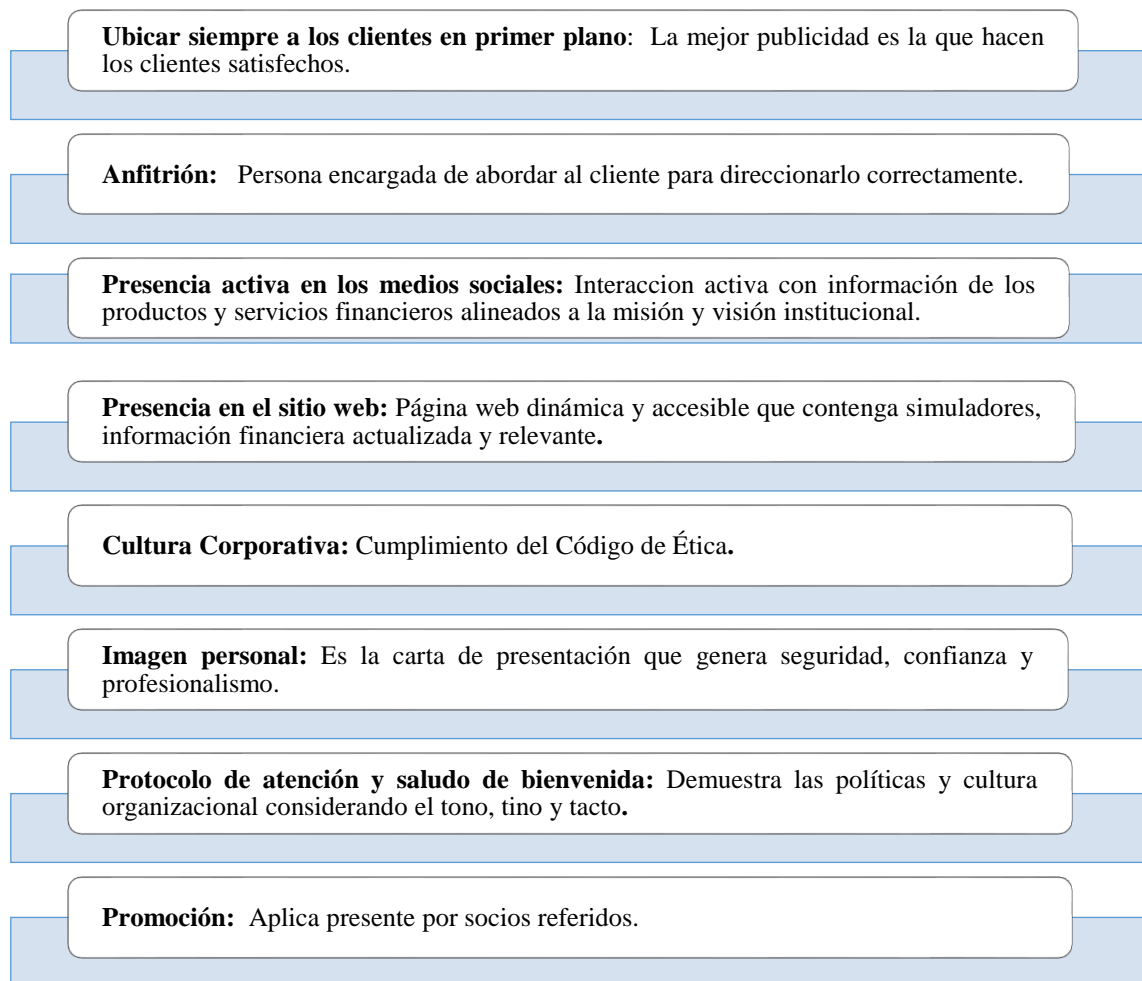 Ubicar siempre a los clientes en primer plano: La mejor publicidad es la que hacen
los clientes satisfechos.
Anfitrión: Persona encargada de abordar al cliente para direccionarlo correctamente.
Presencia activa en los medios sociales: Interaccion activa con información de los
productos y servicios financieros alineados a la misión y visión institucional.
Presencia en el sitio web: Página web dinámica y accesible que contenga simuladores,
información financiera actualizada y relevante.
Cultura Corporativa: Cumplimiento del Código de Ética.
Imagen personal: Es la carta de presentación que genera seguridad, confianza y
profesionalismo.
Protocolo de atención y saludo de bienvenida: Demuestra las políticas y cultura
organizacional considerando el tono, tino y tacto.
Promoción: Aplica presente por socios referidos.